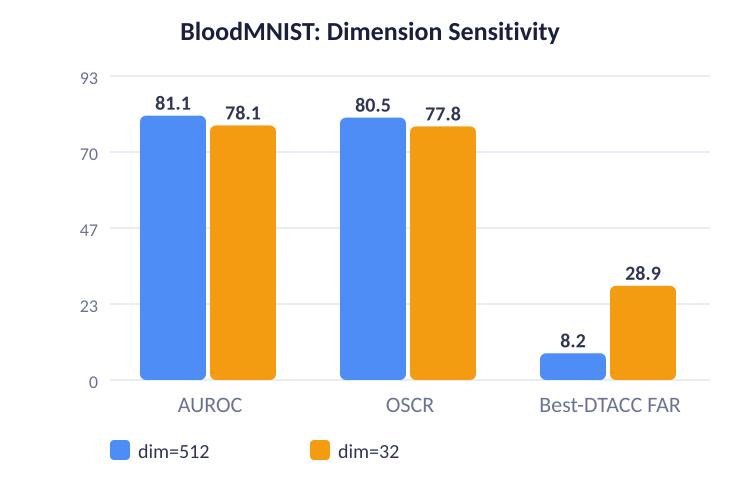 BloodMNIST: Dimension Sensitivity
93
70
47
23
0
81.1
78.1
80.5
77.8
8.2
28.9
AUROC
OSCR
Best-DTACC FAR
dim=512
dim=32